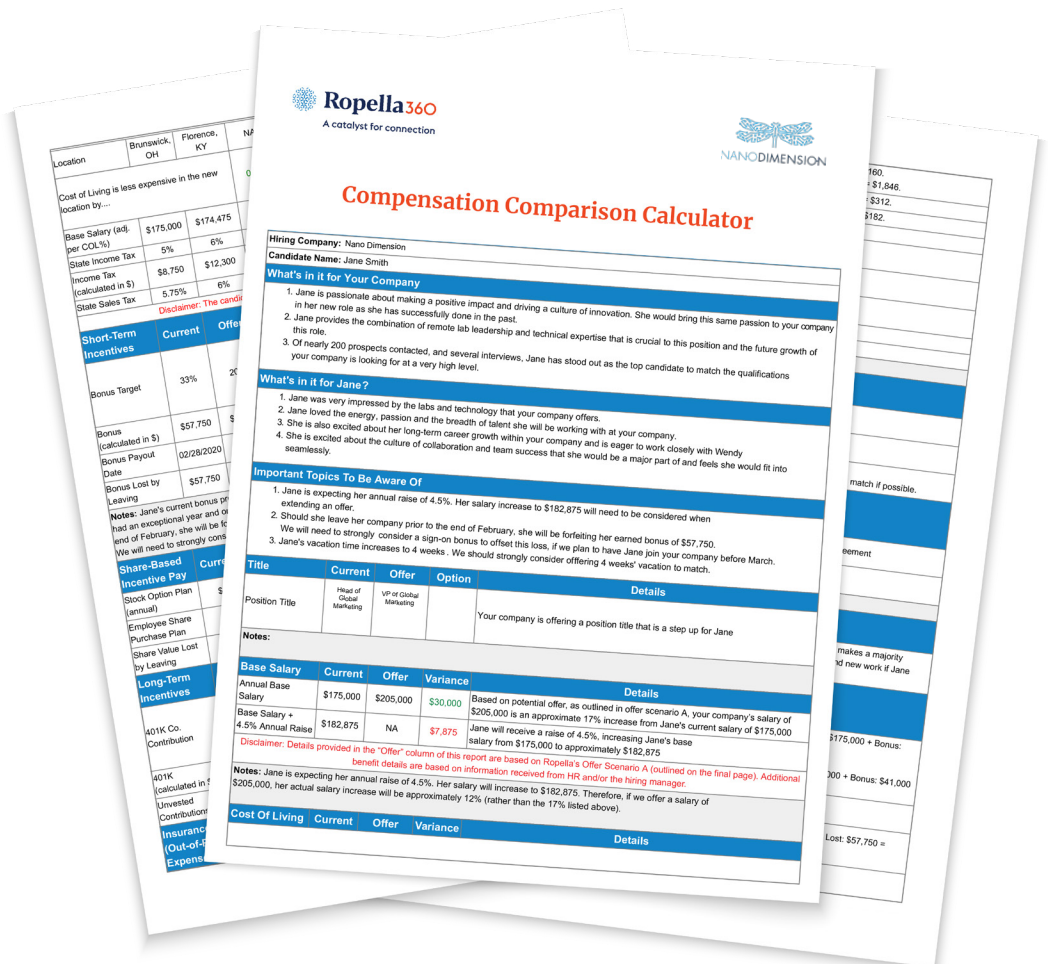 Ropella360
A catalyst for connection
NANODIMENSION
Compensation Comparison Calculator
Hiring Company: Nano Dimension
Candidate Name: Jane Smith
What's in it for Your Company
1. Jane is passionate about making a positive impact and driving a culture of innovation. She would bring this same passion to your company
in her new role as she has successfully done in the past.
2. Jane provides the combination of remote lab leadership and technical expertise that is crucial to this position and the future growth of
this role.
3. Of nearly 200 prospects contacted, and several interviews, Jane has stood out as the top candidate to match the qualifications
your company is looking for at a very high level.
What's in it for Jane?
1. Jane was very impressed by the labs and technology that your company offers.
2. Jane loved the energy, passion and the breadth of talent she will be working with at your company.
3. She is also excited about her long-term career growth within your company and is eager to work closely with Wendy
4. She is excited about the culture of collaboration and team success that she would be a major part of and feels she would fit into
seamlessly.
Important Topics To Be Aware Of
1. Jane is expecting her annual raise of 4.5%. Her salary increase to $182,875 will need to be considered when
extending an offer.
2. Should she leave her company prior to the end of February, she will be forfeiting her earned bonus of $57,750.
We will need to strongly consider a sign-on bonus to offset this loss, if we plan to have Jane join your company before March.
3. Jane's vacation time increases to 4 weeks . We should strongly consider offfering 4 weeks' vacation to match.
Title Current Offer Option Details
Position Title
Head of
Global
Marketing
VP of Global
Marketing
Your company is offering a position title that is a step up for Jane
Notes:
Base Salary Current Offer Variance Details
Annual Base
Salary
$175,000 $205,000 $30,000
Based on potential offer, as outlined in offer scenario A, your company's salary of
$205,000 is an approximate 17% increase from Jane's current salary of $175,000
Base Salary +
4.5% Annual Raise
$182,875 NA $7,875
Jane will receive a raise of 4.5%, increasing Jane's base
salary from $175,000 to approximately $182,875
Disclaimer: Details provided in the "Offer" column of this report are based on Ropella's Offer Scenario A (outlined on the final page). Additional
benefit details are based on information received from HR and/or the hiring manager.
Notes: Jane is expecting her annual raise of 4.5%. Her salary will increase to $182,875. Therefore, if we offer a salary of
$205,000, her actual salary increase will be approximately 12% (rather than the 17% listed above).
Cost Of Living Current Offer Variance Details
Location
Brunswick,
OH
Florence,
KY
Cost of Living is less expensive in the new
location by....
Base Salary (adj.
per COL%)
$175,000 $174,475
State Income Tax 5% 6%
Income Tax
(calculated in $)
$8,750 $12,300
State Sales Tax 5.75% 6%
Disclaimer: The
Short-Term
Incentives
Current
Bonus Target 33%
Bonus
(calculated in $)
$57,750
Bonus Payout
Date
02/28/2020
Bonus Lost by
Leaving
$57,750
Notes: Jane's current bonus
had an exceptional year and
end of February, she will be
We will need to strongly
Share-Based
Incentive Pay
Stock Option Plan
(annual)
Employee Share
Purchase Plan
Share Value Lost
by Leaving
Long-Term
Incentives
401K Co.
Contribution
401K
(calculated in
Unvested
(Out-of-
160.
$1,846.
$312.
$182.
match if possible.
makes a majority
new work if Jane
$175,000 + Bonus:
+ Bonus: $41,000
Lost: $57,750 =